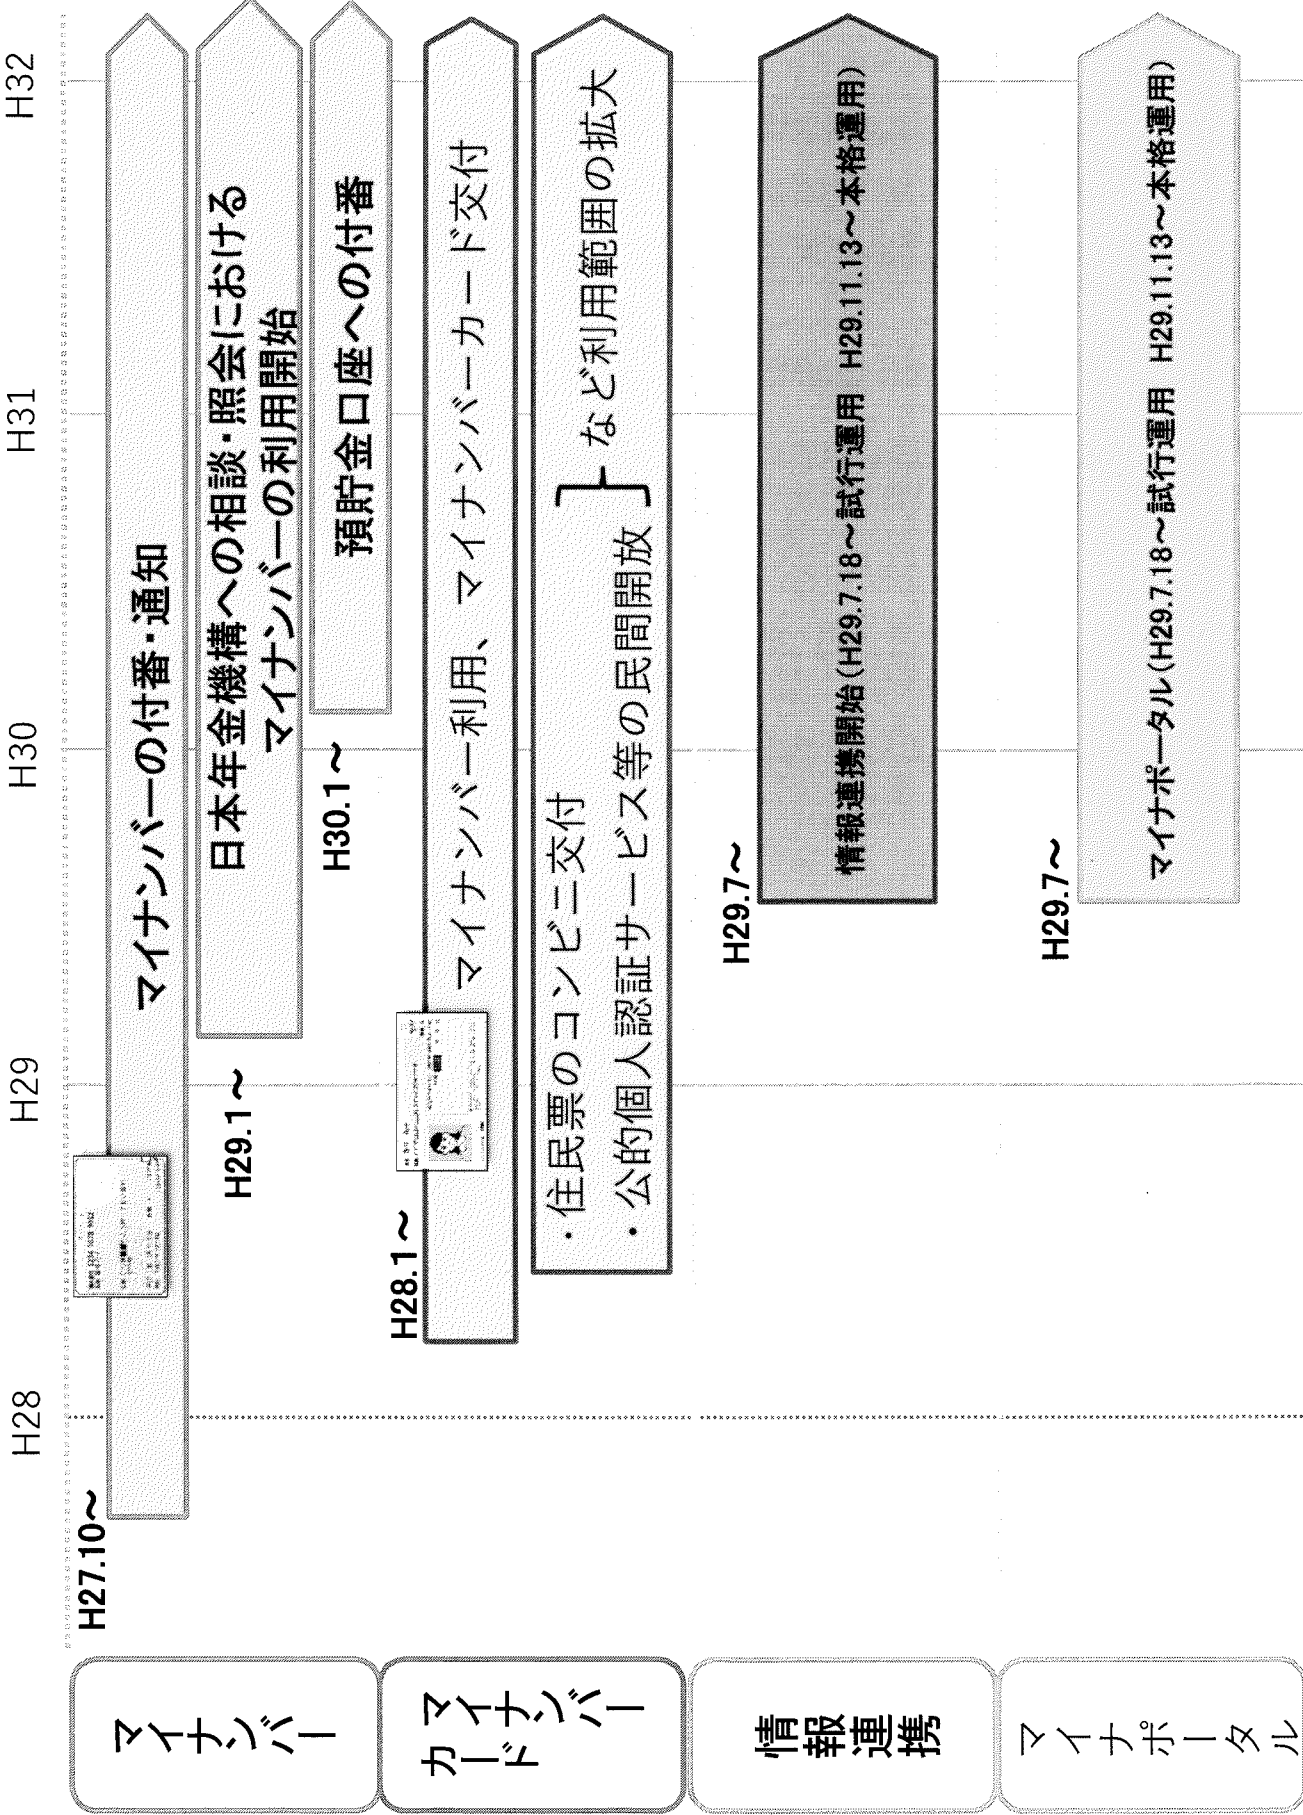 H28
H29
H30
H31
H32
マイナンバー
H27.10～
マイナンバーの付番・通知
H29.1～
日本年金機構への相談・照会における
マイナンバーの利用開始
H30.1～
預貯金口座への付番
マイナンバー
カード
H28.1～
マイナンバー利用、マイナンバーカード交付
・住民票のコンビニ交付
・公的個人認証サービス等の民間開放
など利用範囲の拡大
情報
連携
H29.7～
情報連携開始(H29.7.18～試行運用 H29.11.13～本格運用)
マイナポータル
H29.7～
マイナポータル(H29.7.18～試行運用 H29.11.13～本格運用)